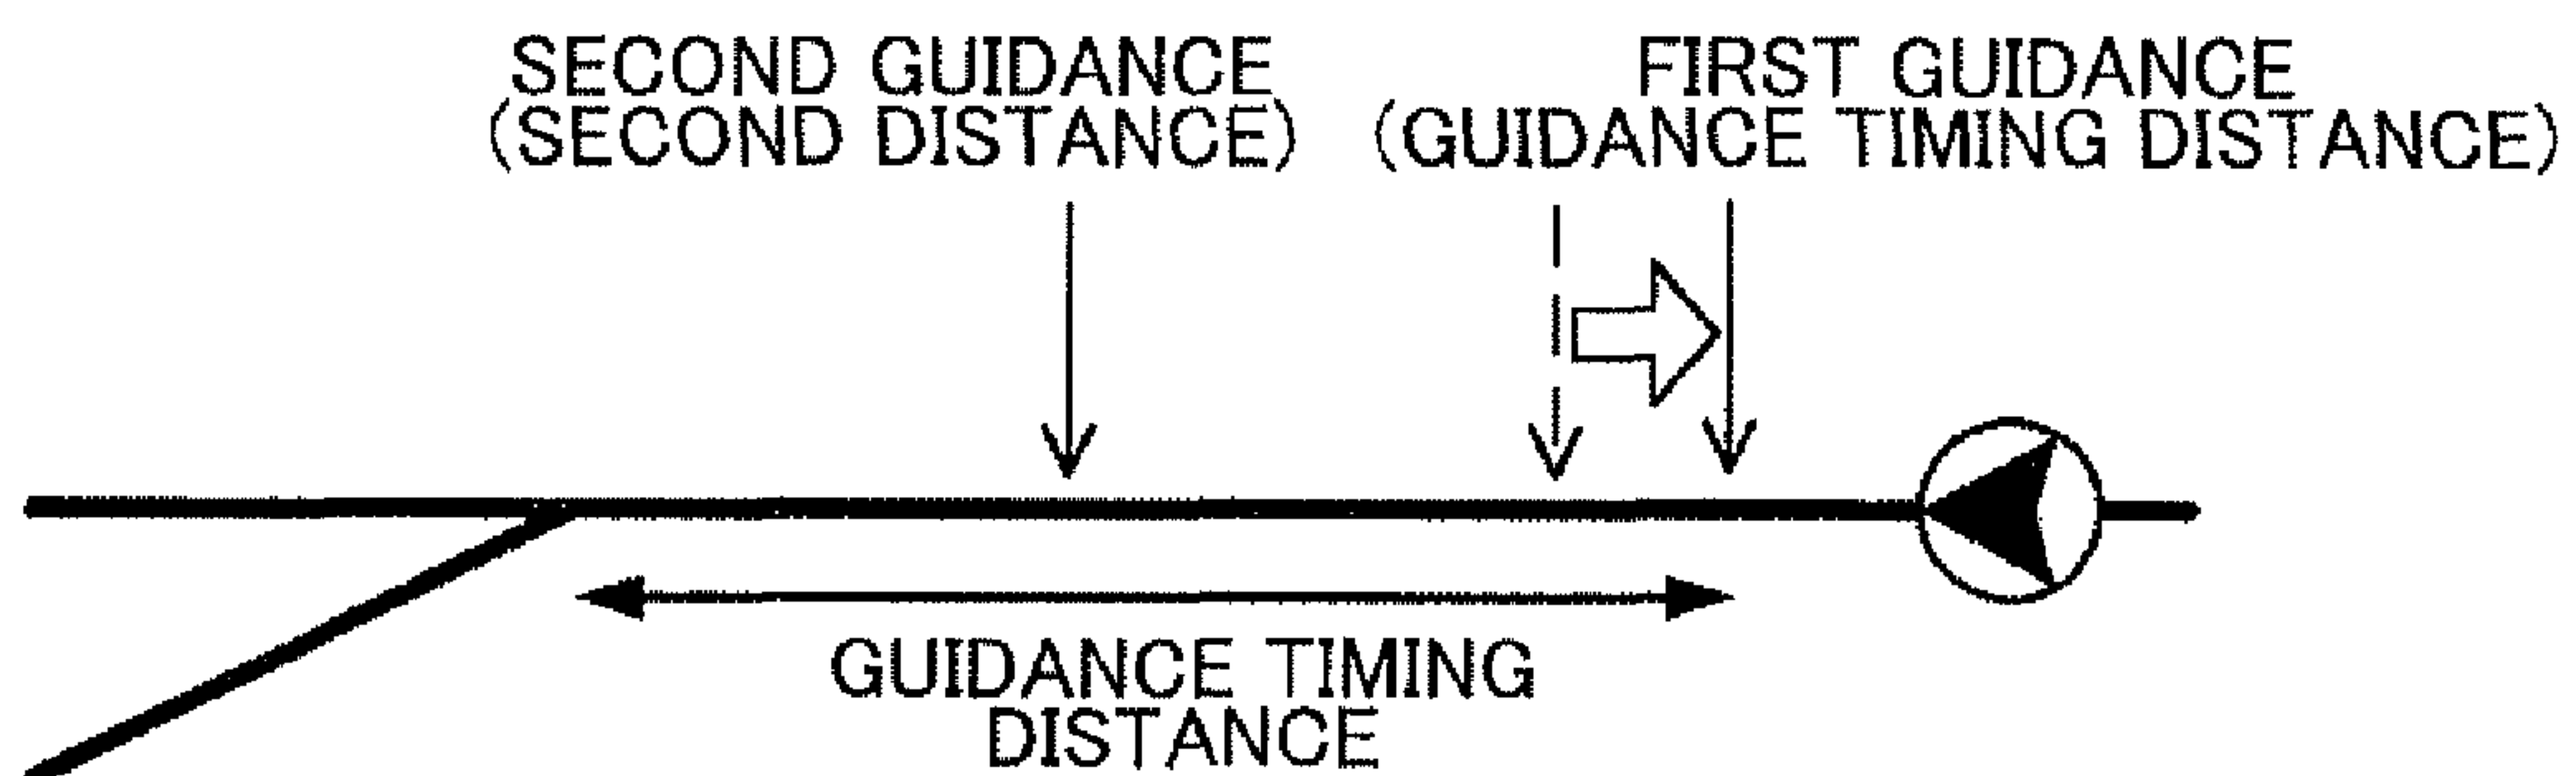 SECOND GUIDANCE
(SECOND DISTANCE)
FIRST GUIDANCE
(GUIDANCE TIMING DISTANCE)
GUIDANCE TIMING
DISTANCE